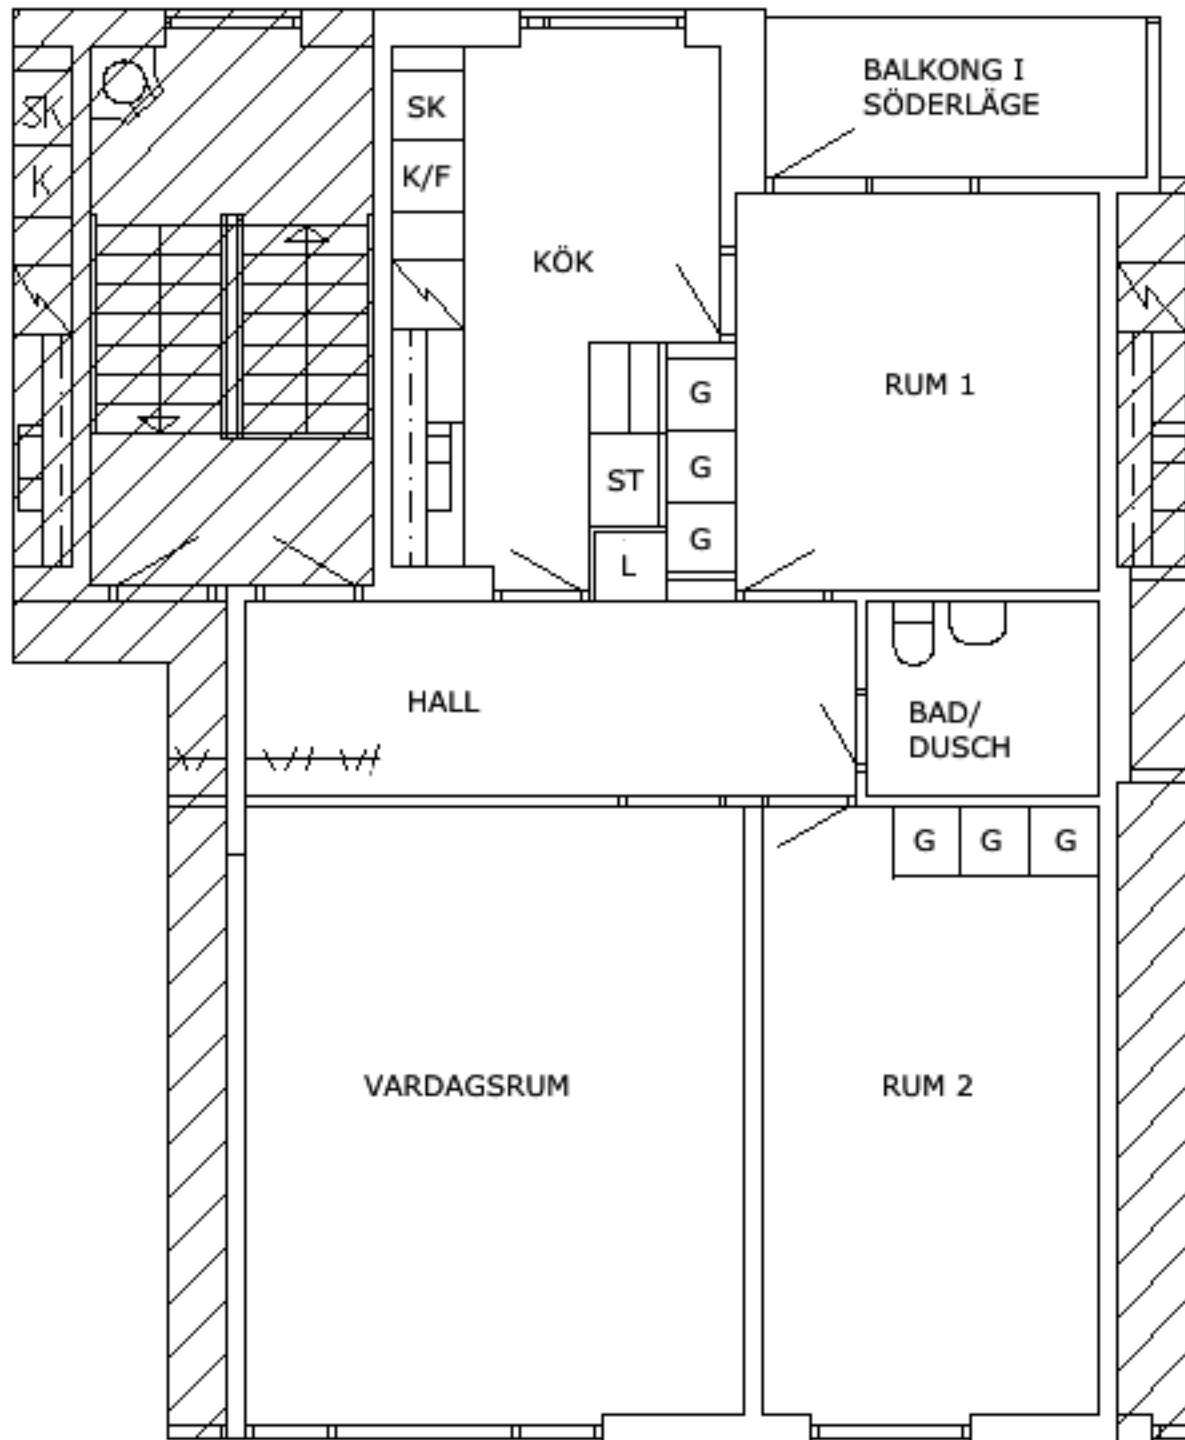 BALKONG I
SÖDERLÄGE
SK
K
SK
K/F
KÖK
RUM 1
G
G
G
ST
L
HALL
BAD/
DUSCH
G G G
VARDAGSRUM
RUM 2